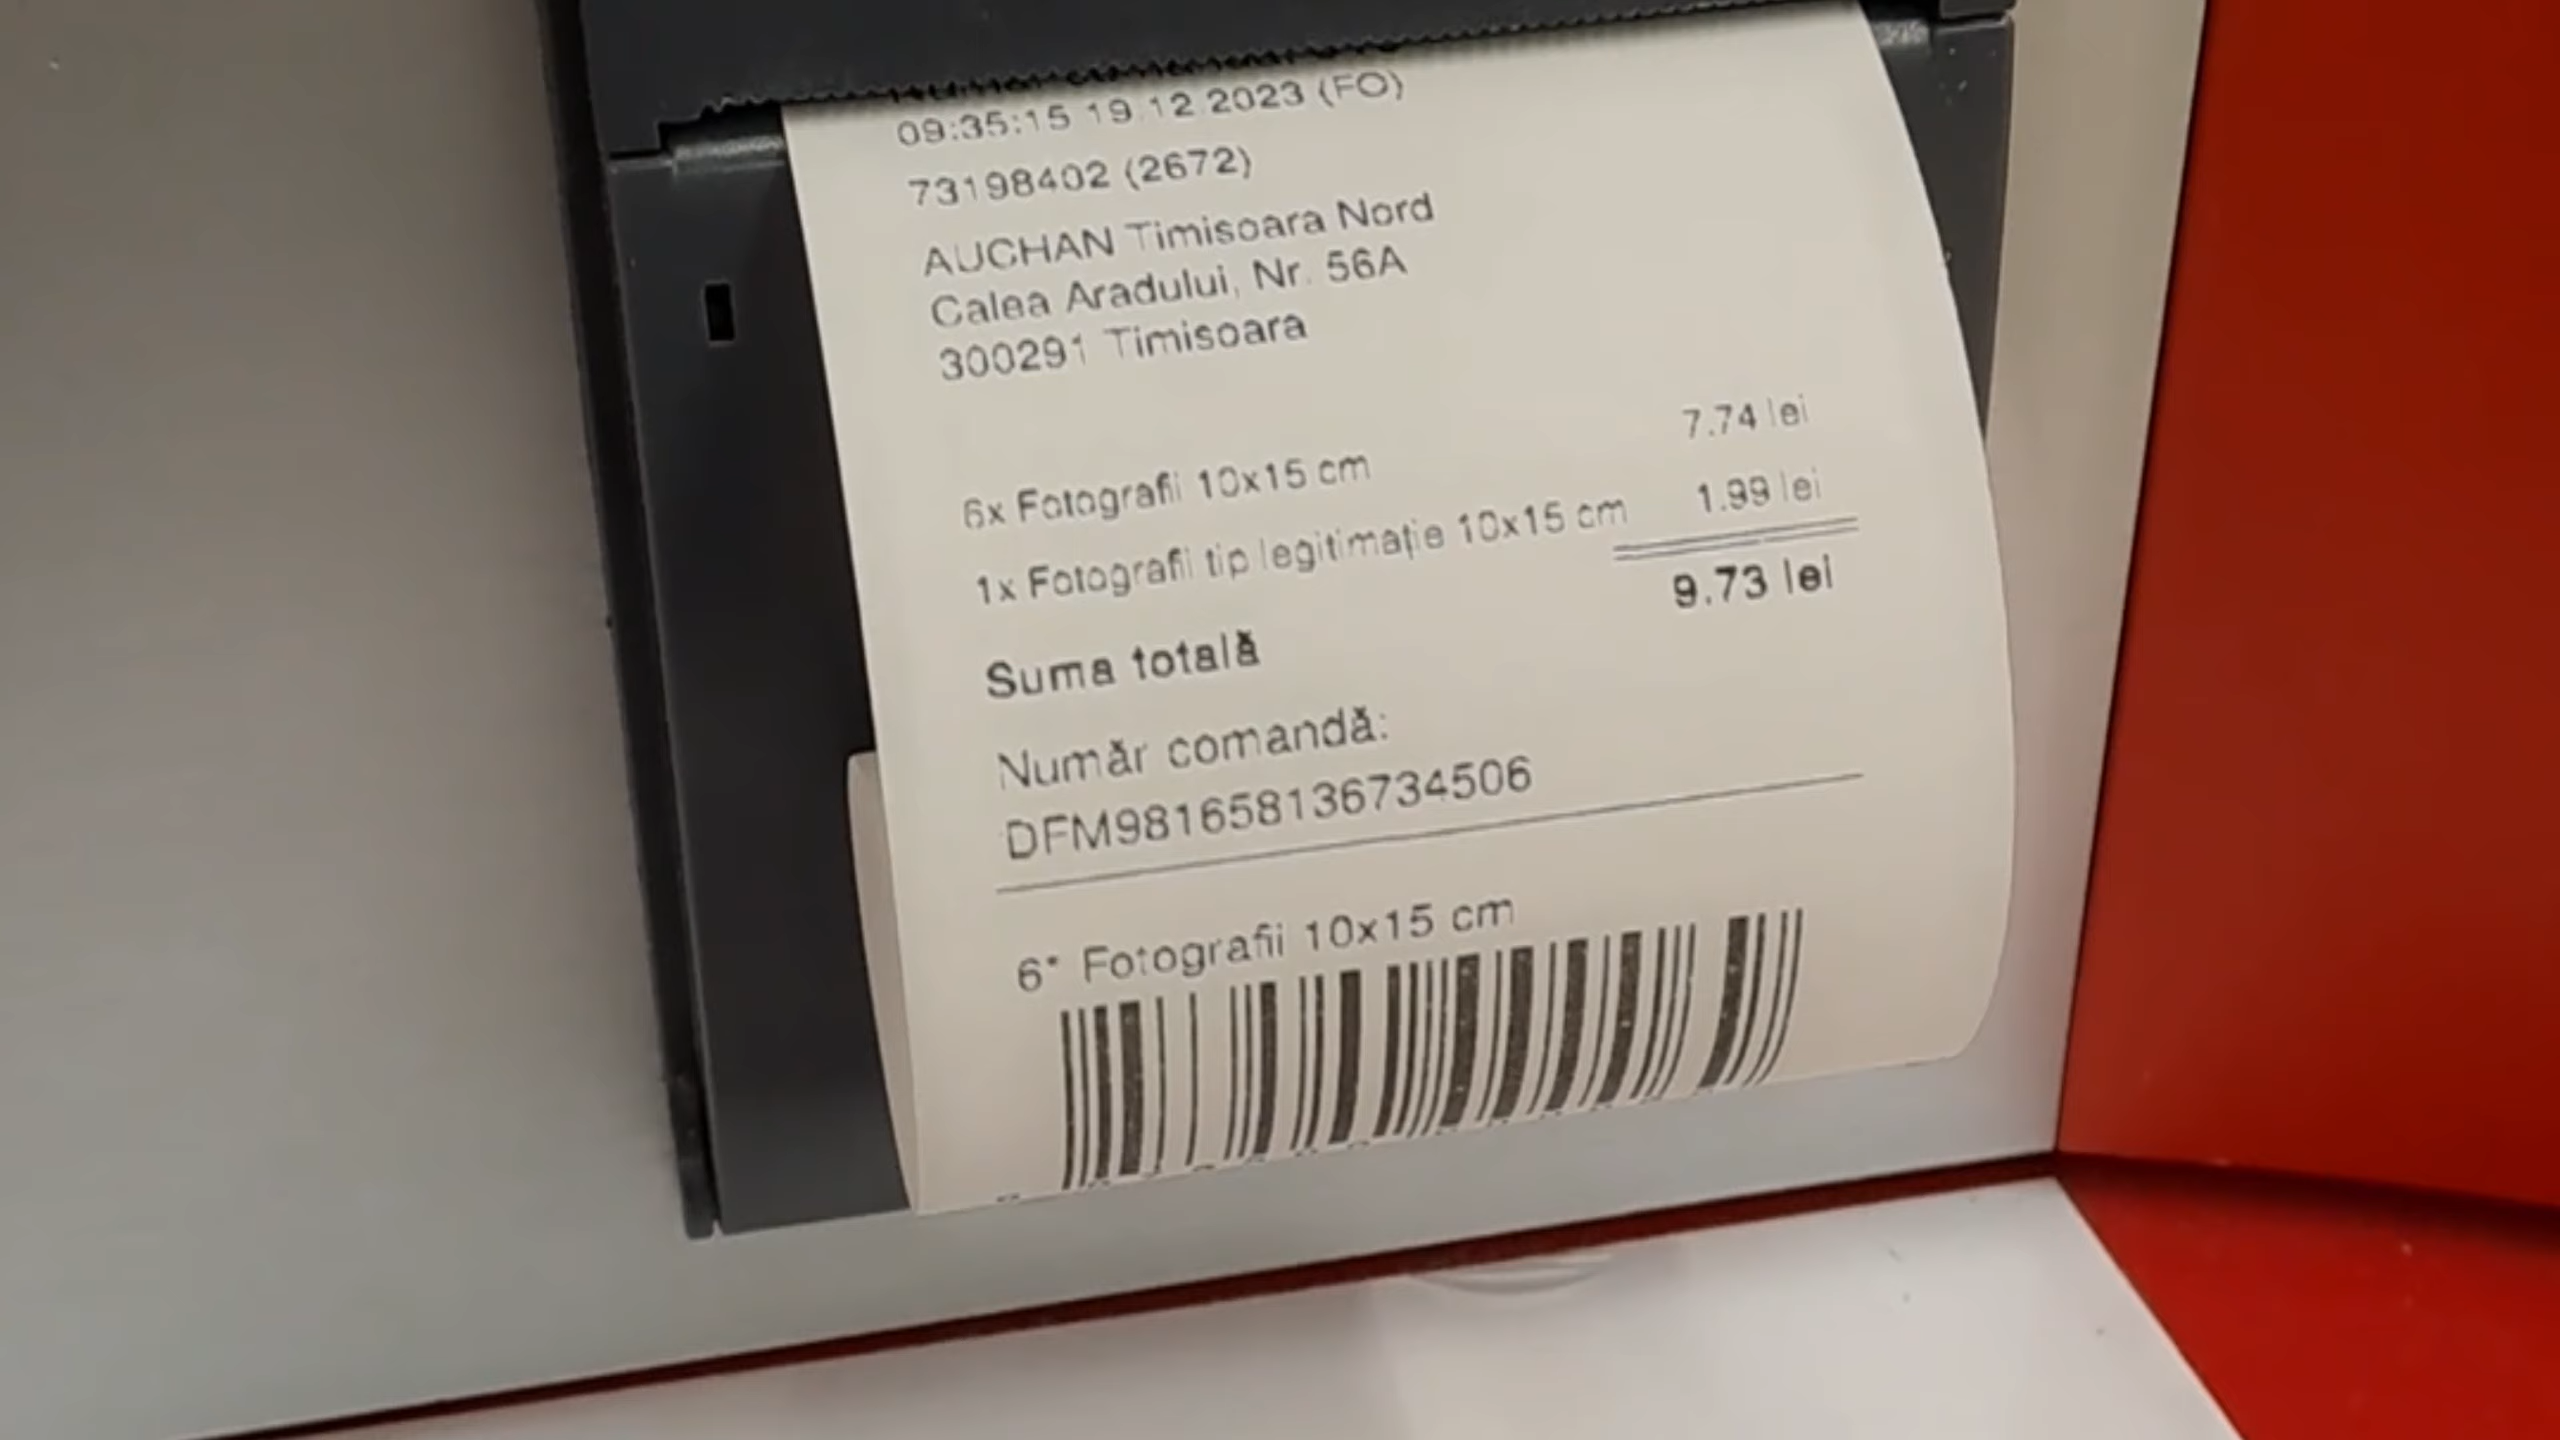 09:35:15 19.12.2023 (FO)
73198402 (2672)
AUCHAN Timisoara Nord
Calea Aradului, Nr. 56A
300291 Timisoara
6x Fotografii 10x15 cm 7.74 lei
1x Fotografii tip legitimație 10x15 cm 1.99 lei
Suma totală 9.73 lei
Număr comandă:
DFM981658136734506
6* Fotografii 10x15 cm